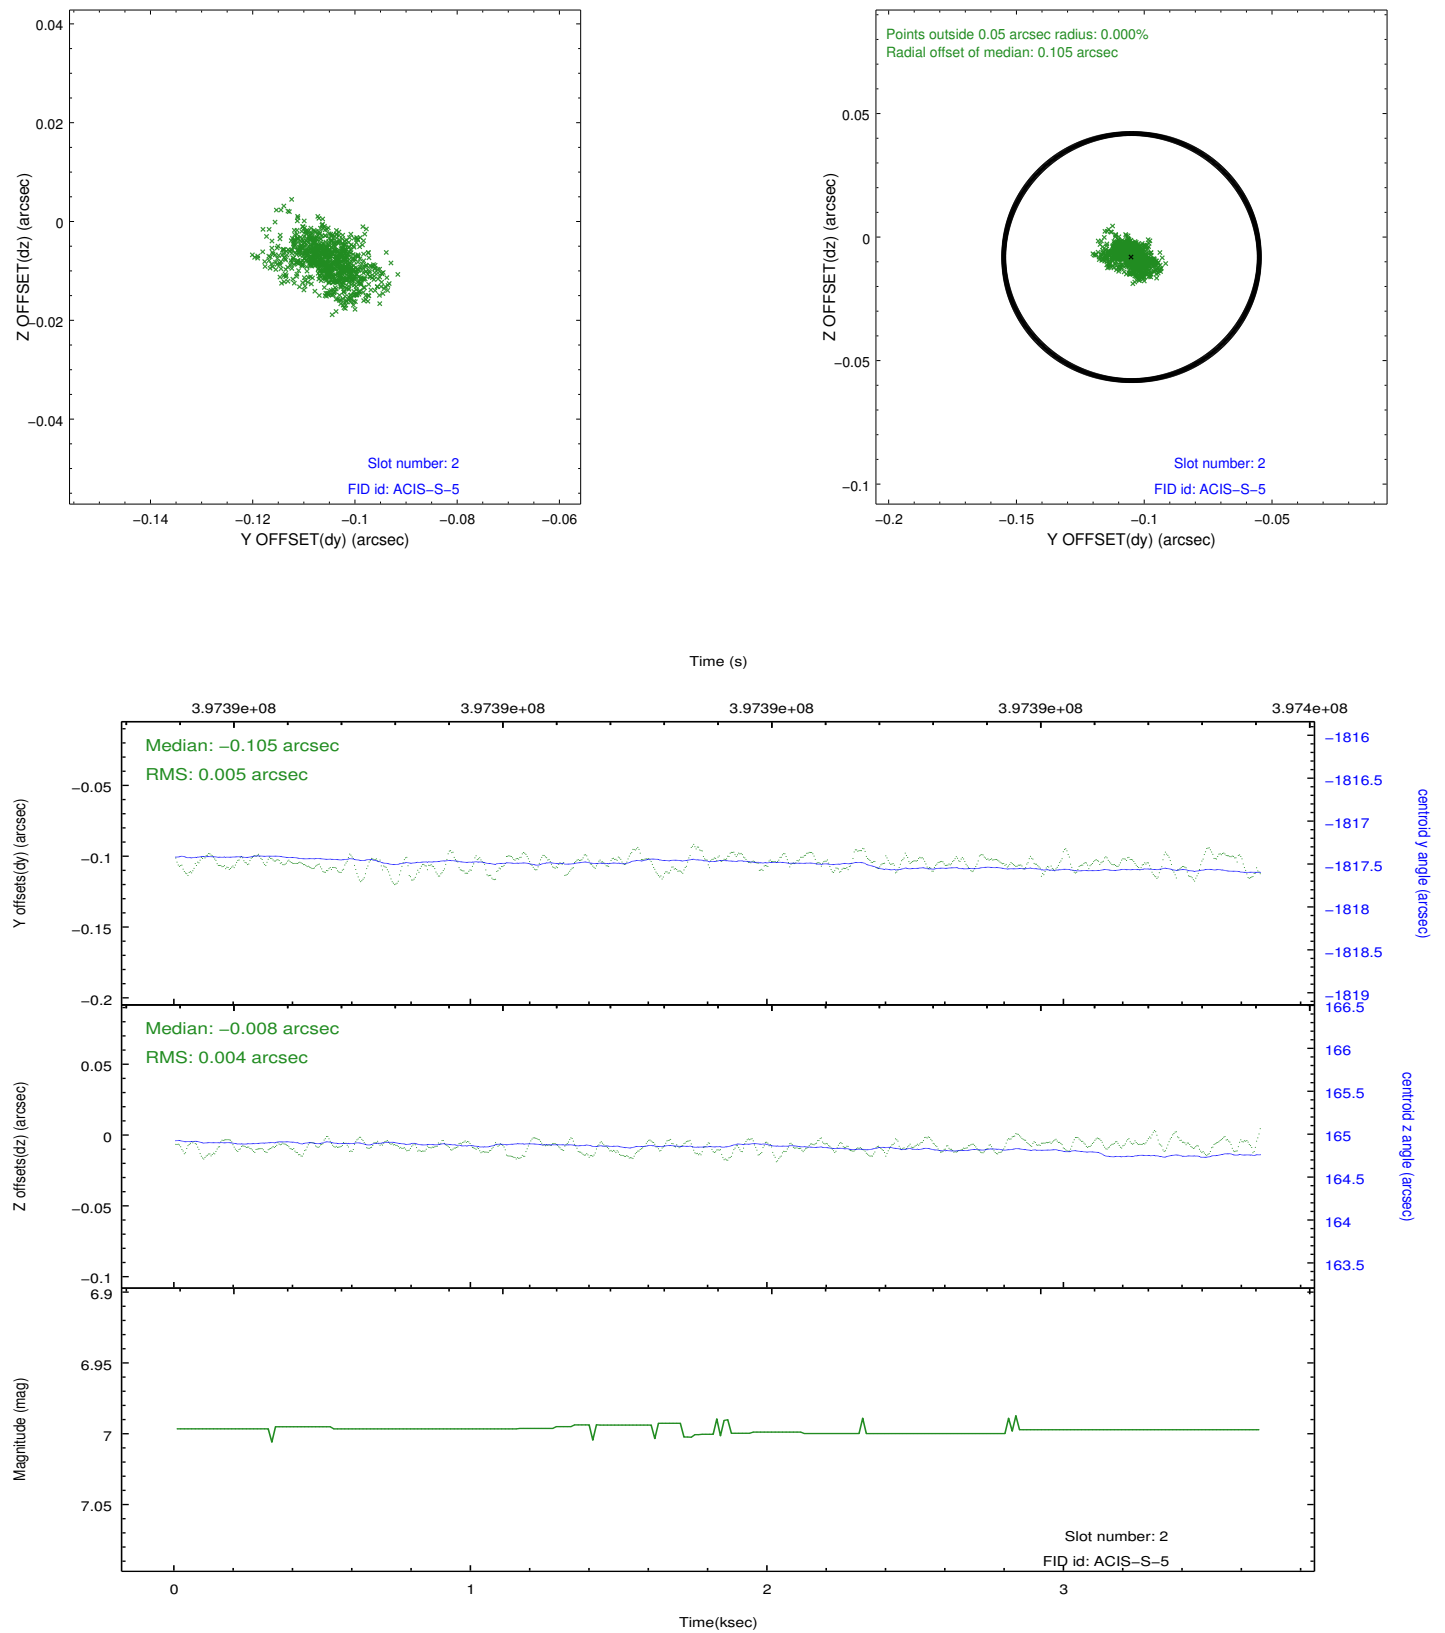 0.04
0.02
0
−0.02
−0.04
Z OFFSET(dz) (arcsec)
Slot number: 2
FID id: ACIS−S−5
−0.14
−0.12
−0.1
−0.08
−0.06
Y OFFSET(dy) (arcsec)
Points outside 0.05 arcsec radius: 0.000%
Radial offset of median: 0.105 arcsec
0.05
0
−0.05
−0.1
Z OFFSET(dz) (arcsec)
Slot number: 2
FID id: ACIS−S−5
−0.2
−0.15
−0.1
−0.05
Y OFFSET(dy) (arcsec)
Time (s)
3.9739e+08
3.9739e+08
3.9739e+08
3.9739e+08
3.974e+08
Median: −0.105 arcsec
RMS: 0.005 arcsec
−0.05
−0.1
−0.15
−0.2
Y offsets(dy) (arcsec)
−1816
−1816.5
−1817
−1817.5
−1818
−1818.5
−1819
centroid y angle (arcsec)
Median: −0.008 arcsec
RMS: 0.004 arcsec
0.05
0
−0.05
−0.1
Z offsets(dz) (arcsec)
166.5
166
165.5
165
164.5
164
163.5
centroid z angle (arcsec)
6.9
6.95
7
7.05
Magnitude (mag)
Slot number: 2
FID id: ACIS−S−5
0
1
2
3
Time(ksec)